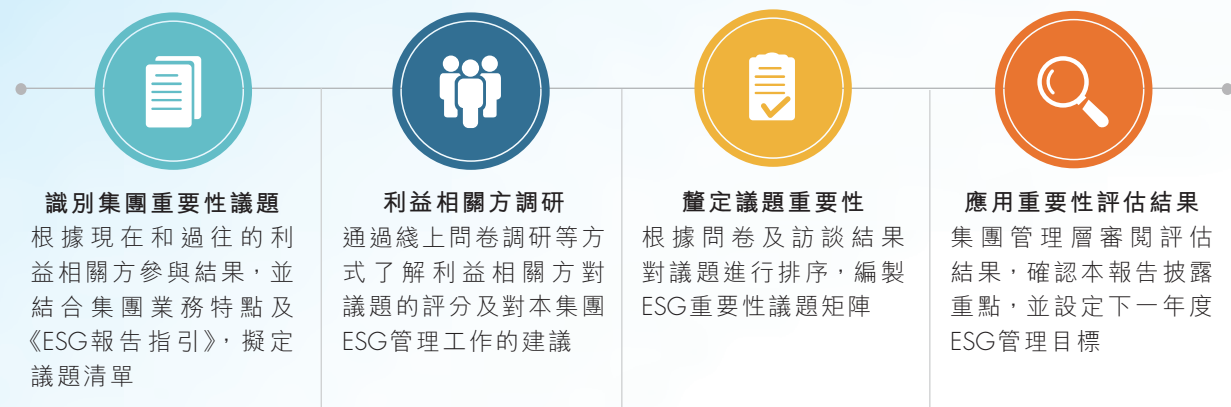 識別集團重要性議題
根據現在和過往的利
益相關方參與結果，並
結合集團業務特點及
《ESG報告指引》，擬定
議題清單
利益相關方調研
通過綫上問卷調研等方
式了解利益相關方對
議題的評分及對本集團
ESG管理工作的建議
釐定議題重要性
根據問卷及訪談結果
對議題進行排序，編製
ESG重要性議題矩陣
應用重要性評估結果
集團管理層審閱評估
結果，確認本報告披露
重點，並設定下一年度
ESG管理目標